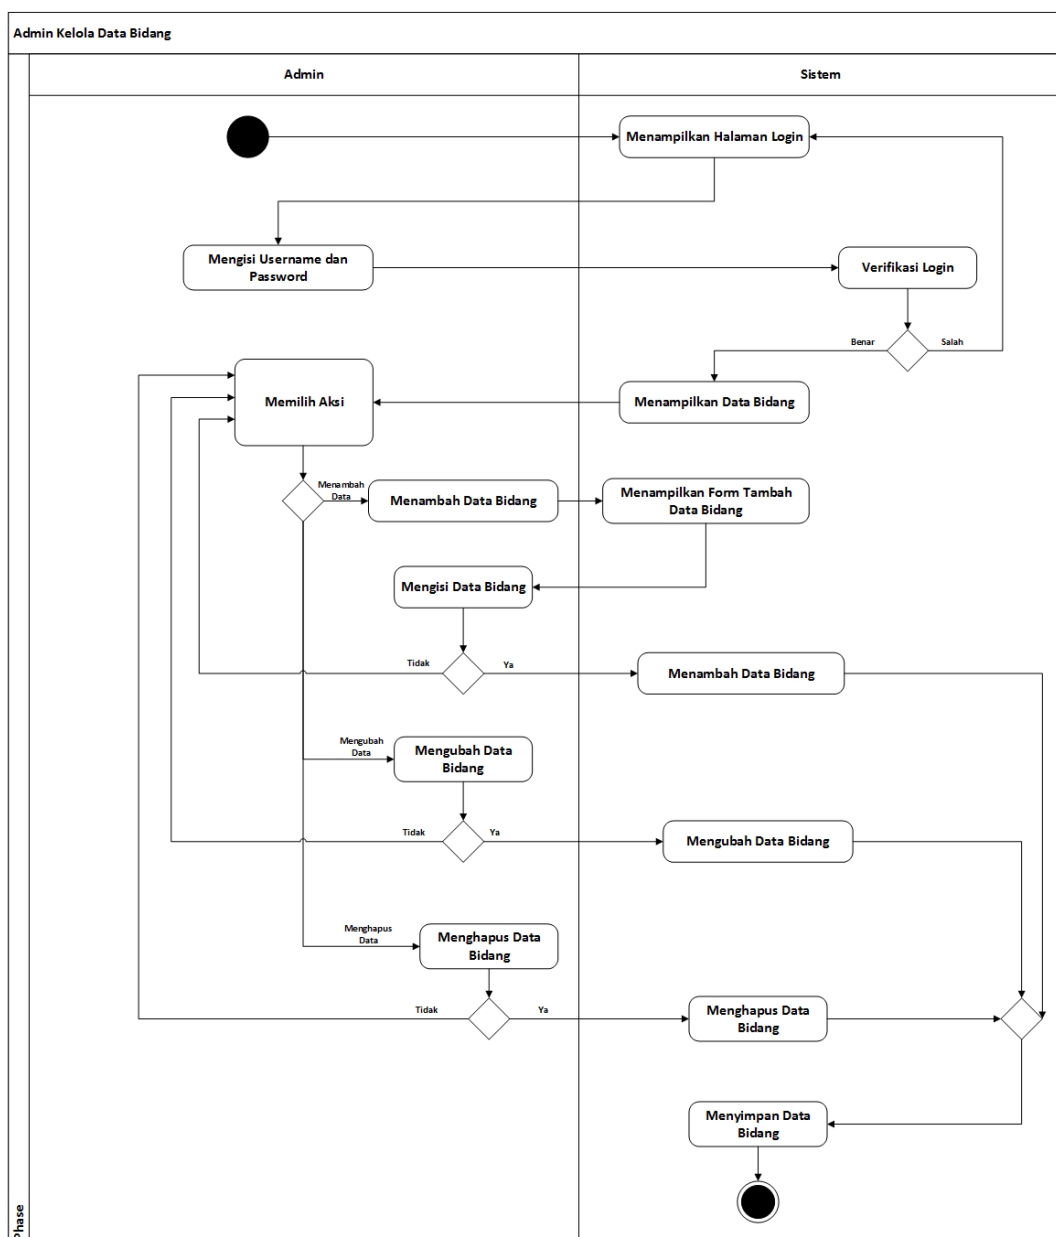 Admin Kelola Data Bidang
Admin
Sistem
Menampilkan Halaman Login
Mengisi Username dan
Password
Verifikasi Login
Benar
Salah
Memilih Aksi
Menampilkan Data Bidang
Menambah
Data
Menambah Data Bidang
Menampilkan Form Tambah
Data Bidang
Mengisi Data Bidang
Tidak
Ya
Menambah Data Bidang
Mengubah
Data
Mengubah Data
Bidang
Tidak
Ya
Mengubah Data Bidang
Menghapus
Data
Menghapus Data
Bidang
Tidak
Ya
Menghapus Data
Bidang
Menyimpan Data
Bidang
Phase